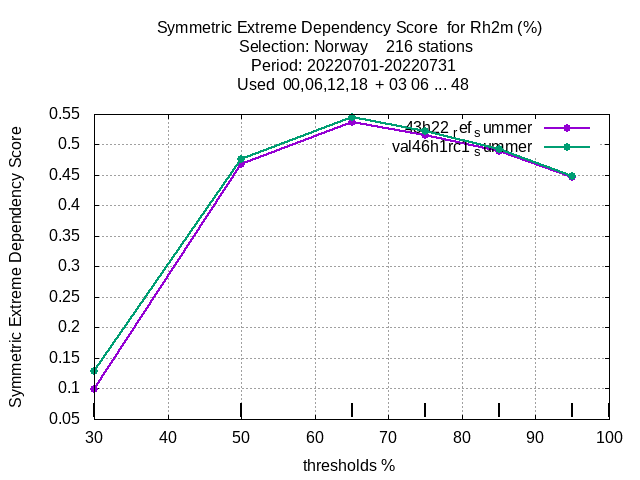 Symmetric Extreme Dependency Score for Rh2m (%)
Selection: Norway 216 stations
Period: 20220701-20220731
Used 00,06,12,18 + 03 06 ... 48
Symmetric Extreme Dependency Score
0.55
0.5
0.45
0.4
0.35
0.3
0.25
0.2
0.15
0.1
0.05
43h22_ref_summer
val46h1rc1_summer
30 40 50 60 70 80 90 100
thresholds %